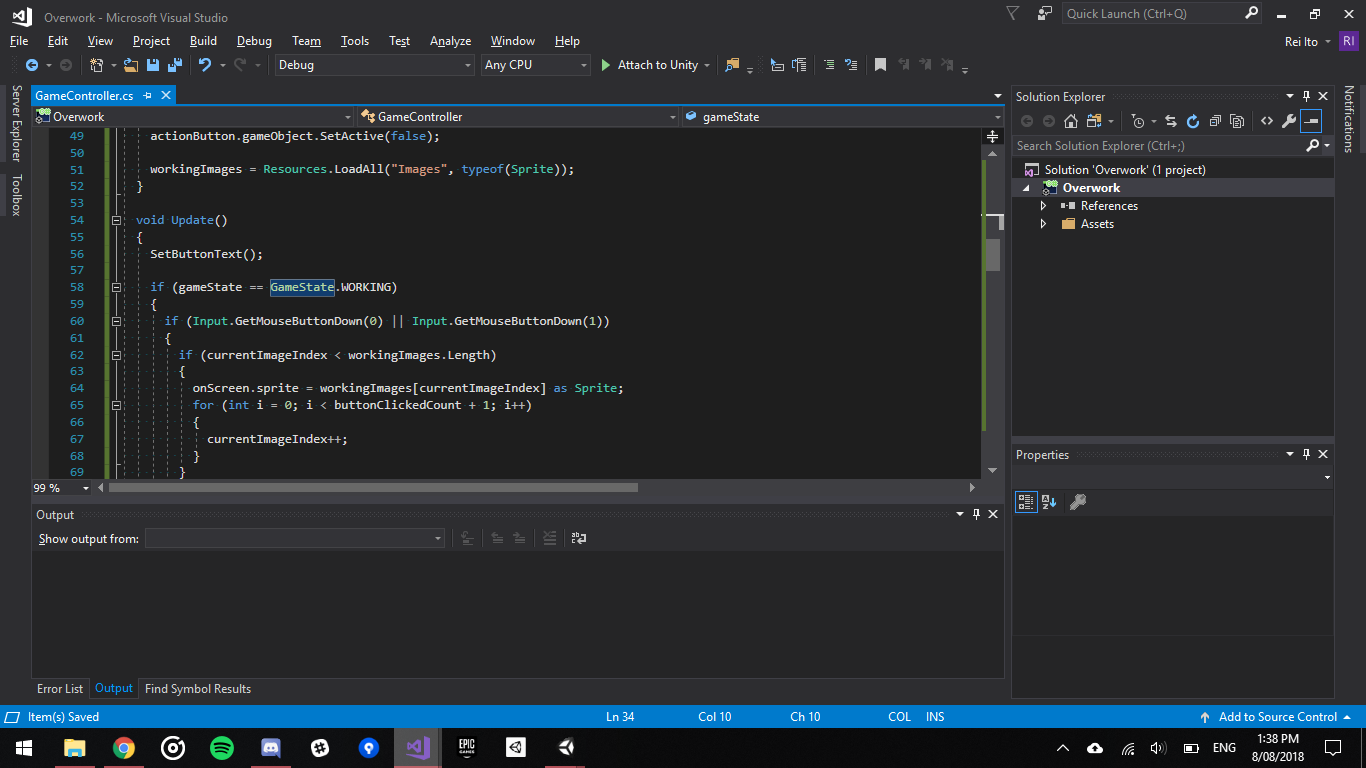 Overwork - Microsoft Visual Studio
Quick Launch (Ctrl+Q)
File Edit View Project Build Debug Team Tools Test Analyze Window Help
Rei Ito RI
Debug Any CPU Attach to Unity
Server Explorer
Toolbox
GameController.cs
Overwork GameController gameState
49 actionButton.gameObject.SetActive(false);
50
51 workingImages = Resources.LoadAll("Images", typeof(Sprite));
52 }
53
54 void Update()
55 {
56 SetButtonText();
57
58 if (gameState == GameState.WORKING)
59 {
60 if (Input.GetMouseButtonDown(0) || Input.GetMouseButtonDown(1))
61 {
62 if (currentImageIndex < workingImages.Length)
63 {
64 onScreen.sprite = workingImages[currentImageIndex] as Sprite;
65 for (int i = 0; i < buttonClickedCount + 1; i++)
66 {
67 currentImageIndex++;
68 }
69 }
99 %
Output
Show output from:
Error List Output Find Symbol Results
Solution Explorer
Search Solution Explorer (Ctrl+;)
Solution 'Overwork' (1 project)
Overwork
References
Assets
Properties
Notifications
Item(s) Saved Ln 34 Col 10 Ch 10 COL INS Add to Source Control
EPIC
GAMES
ENG
1:38 PM
8/08/2018